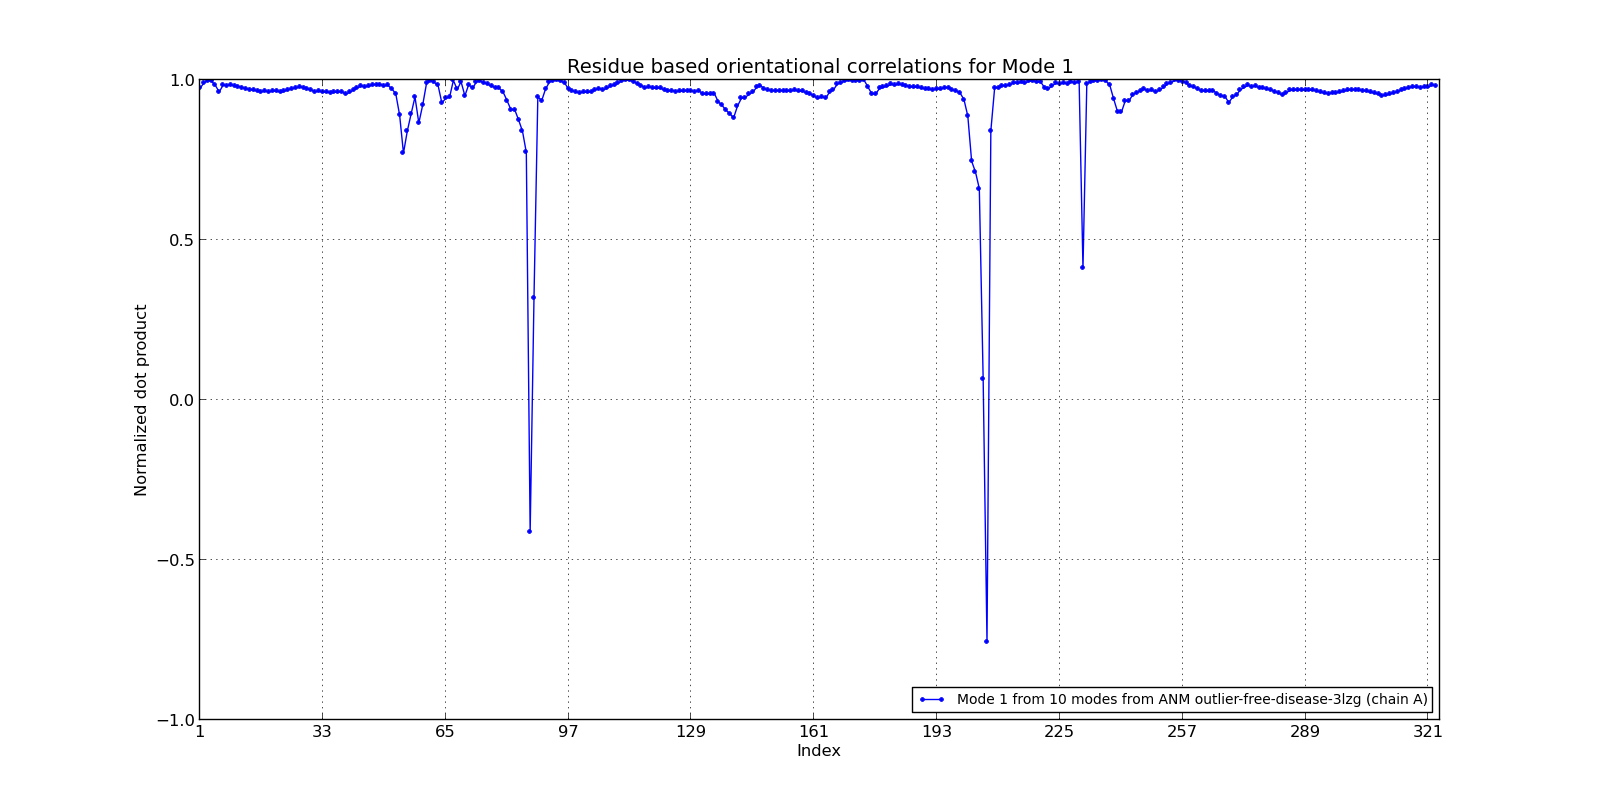 Residue based orientational correlations for Mode 1
1.0
0.5
0.0
−0.5
−1.0
Normalized dot product
1 33 65 97 129 161 193 225 257 289 321
Index
Mode 1 from 10 modes from ANM outlier-free-disease-3lzg (chain A)